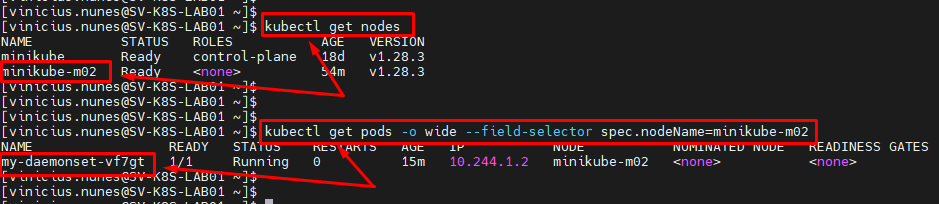 [vinicius.nunes@SV-K8S-LAB01 ~]$
[vinicius.nunes@SV-K8S-LAB01 ~]$ kubectl get nodes
NAME STATUS ROLES AGE VERSION
minikube Ready control-plane 18d v1.28.3
minikube-m02 Ready <none> 54m v1.28.3
[vinicius.nunes@SV-K8S-LAB01 ~]$
[vinicius.nunes@SV-K8S-LAB01 ~]$
[vinicius.nunes@SV-K8S-LAB01 ~]$
[vinicius.nunes@SV-K8S-LAB01 ~]$ kubectl get pods -o wide --field-selector spec.nodeName=minikube-m02
NAME READY STATUS RESTARTS AGE IP NODE NOMINATED NODE READINESS GATES
my-daemonset-vf7gt 1/1 Running 0 15m 10.244.1.2 minikube-m02 <none> <none>
[vinicius.nunes@SV-K8S-LAB01 ~]$
[vinicius.nunes@SV-K8S-LAB01 ~]$
[vinicius.nunes@SV-K8S-LAB01 ~]$